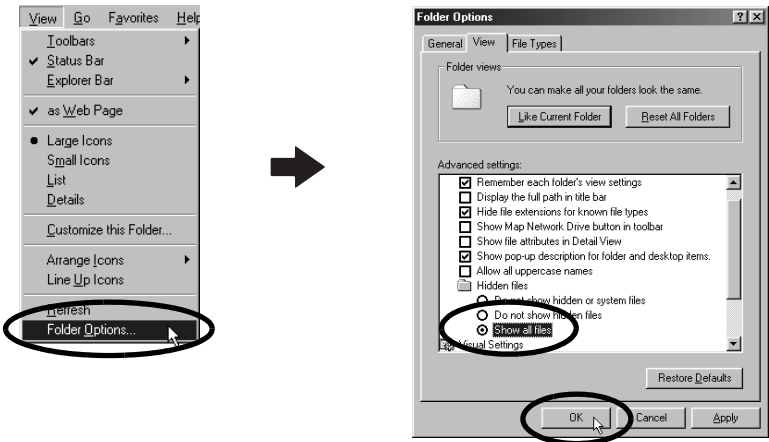 View Go Favorites Help
Toolbars
Status Bar
Explorer Bar
as Web Page
Large Icons
Small Icons
List
Details
Customize this Folder...
Arrange Icons
Line Up Icons
Refresh
Folder Options...
Folder Options
General View File Types
Folder views
You can make all your folders look the same.
Like Current Folder Reset All Folders
Advanced settings:
Remember each folder's view settings
Display the full path in title bar
Hide file extensions for known file types
Show Map Network Drive button in toolbar
Show file attributes in Detail View
Show pop-up description for folder and desktop items.
Allow all uppercase names
Hidden files
Do not show hidden or system files
Do not show hidden files
Show all files
Visual Settings
Restore Defaults
OK Cancel Apply